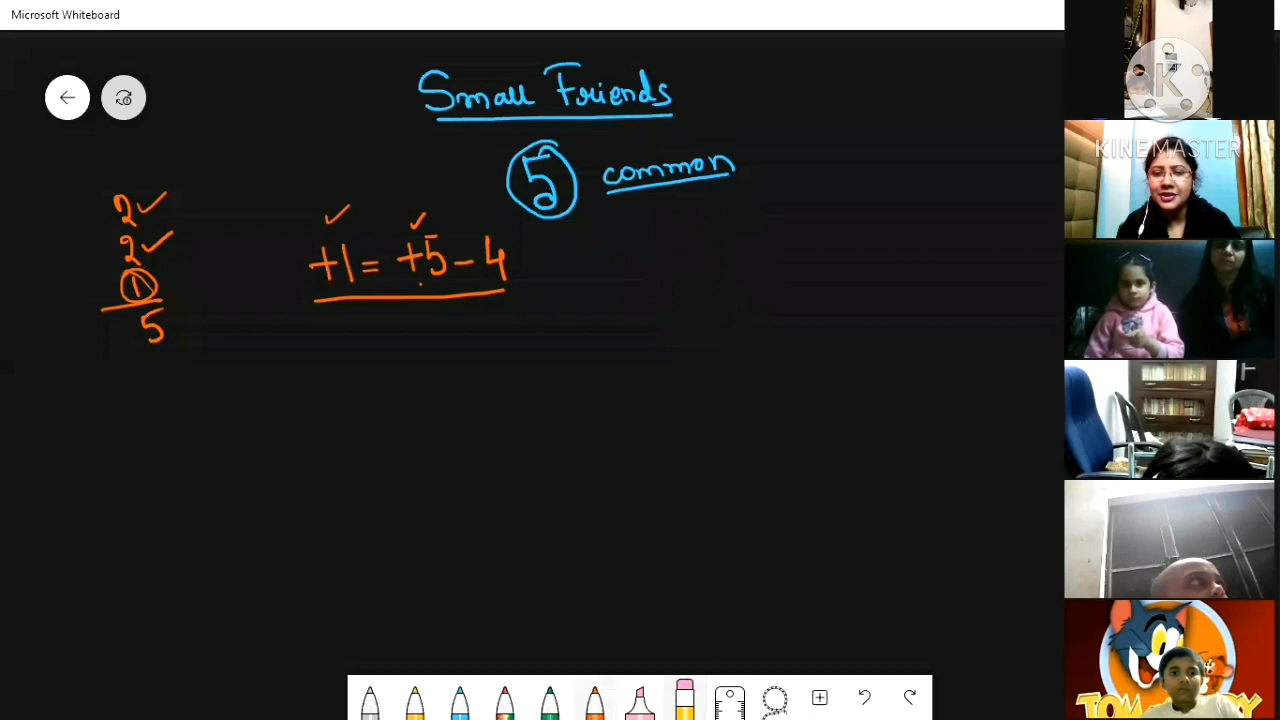 Microsoft Whiteboard
Small Friends
5 common
2✓
2✓
1
5
✓ ✓
+1 = +5 - 4
K
KINEMASTER